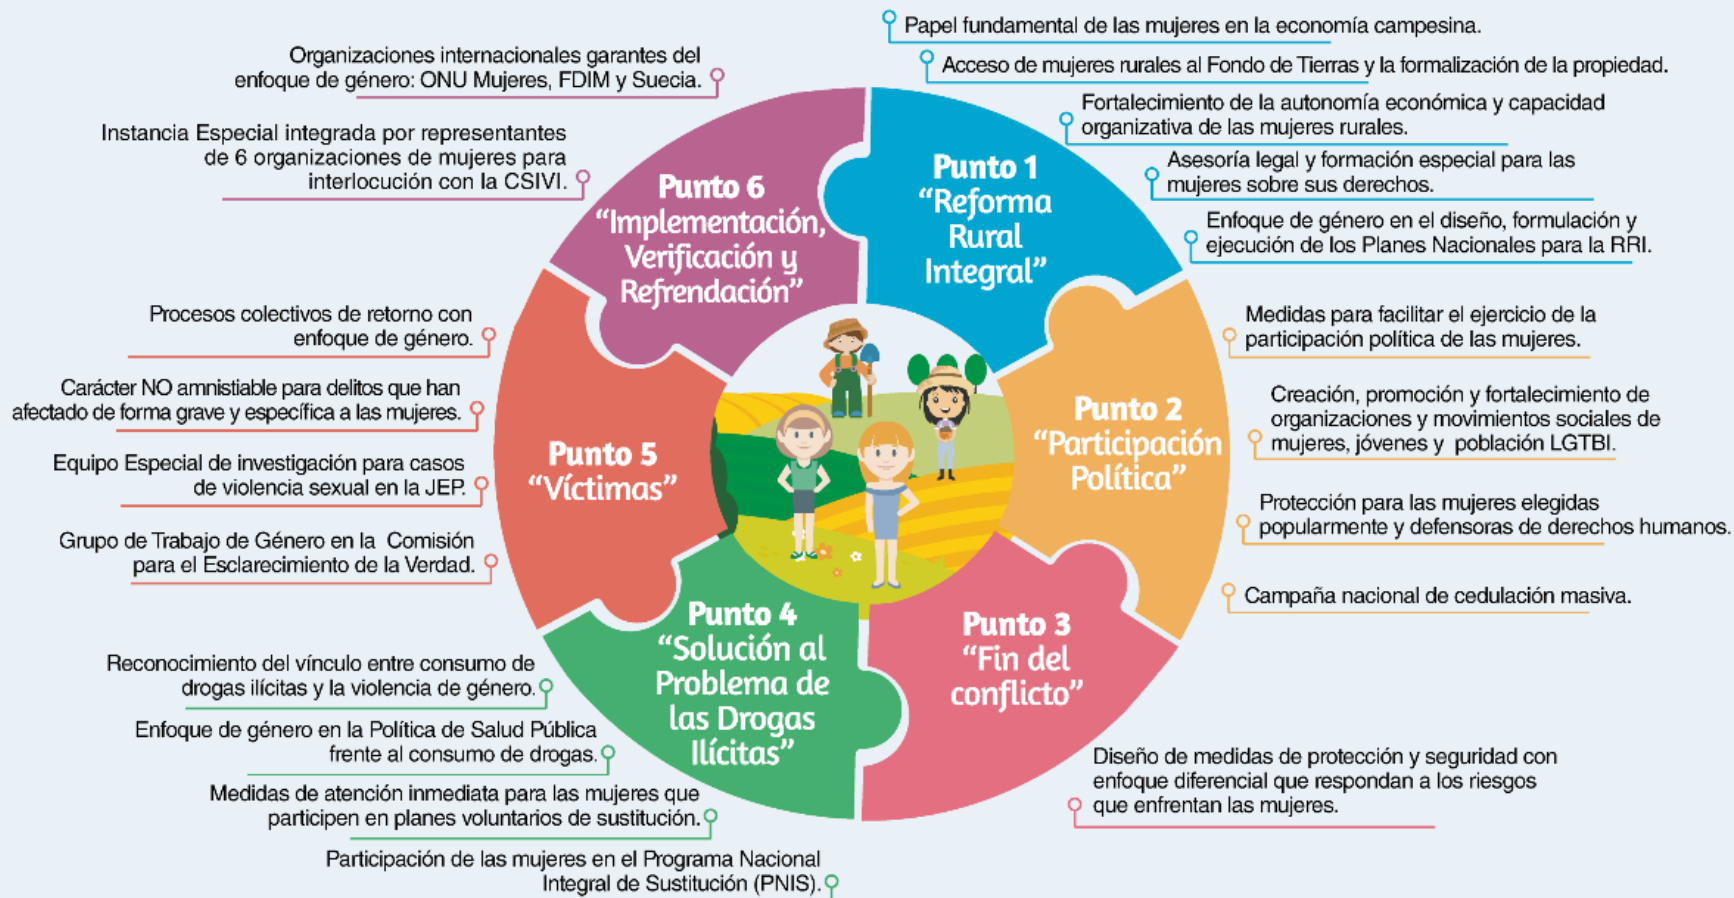 Papel fundamental de las mujeres en la economía campesina.
Acceso de mujeres rurales al Fondo de Tierras y la formalización de la propiedad.
Fortalecimiento de la autonomía económica y capacidad
organizativa de las mujeres rurales.
Asesoría legal y formación especial para las
mujeres sobre sus derechos.
Enfoque de género en el diseño, formulación y
ejecución de los Planes Nacionales para la RRI.
Punto 1
“Reforma
Rural
Integral”
Medidas para facilitar el ejercicio de la
participación política de las mujeres.
Creación, promoción y fortalecimiento de
organizaciones y movimientos sociales de
mujeres, jóvenes y población LGTBI.
Protección para las mujeres elegidas
popularmente y defensoras de derechos humanos.
Campaña nacional de cedulación masiva.
Punto 2
“Participación
Política”
Punto 3
“Fin del
conflicto”
Diseño de medidas de protección y seguridad con
enfoque diferencial que respondan a los riesgos
que enfrentan las mujeres.
Punto 4
“Solución al
Problema de
las Drogas
Ilícitas”
Reconocimiento del vínculo entre consumo de
drogas ilícitas y la violencia de género.
Enfoque de género en la Política de Salud Pública
frente al consumo de drogas.
Medidas de atención inmediata para las mujeres que
participen en planes voluntarios de sustitución.
Participación de las mujeres en el Programa Nacional
Integral de Sustitución (PNIS).
Punto 5
“Víctimas”
Procesos colectivos de retorno con
enfoque de género.
Carácter NO amnistiable para delitos que han
afectado de forma grave y específica a las mujeres.
Equipo Especial de investigación para casos
de violencia sexual en la JEP.
Grupo de Trabajo de Género en la Comisión
para el Esclarecimiento de la Verdad.
Punto 6
“Implementación,
Verificación y
Refrendación”
Organizaciones internacionales garantes del
enfoque de género: ONU Mujeres, FDIM y Suecia.
Instancia Especial integrada por representantes
de 6 organizaciones de mujeres para
interlocución con la CSIVI.